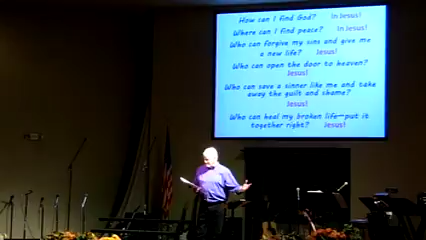 How can I find God? In Jesus!
Where can I find peace? In Jesus!
Who can forgive my sins and give me
a new life? Jesus!
Who can open the door to heaven?
Jesus!
Who can save a sinner like me and take
away the guilt and shame?
Jesus!
Who can heal my broken life—put it
together right? Jesus!